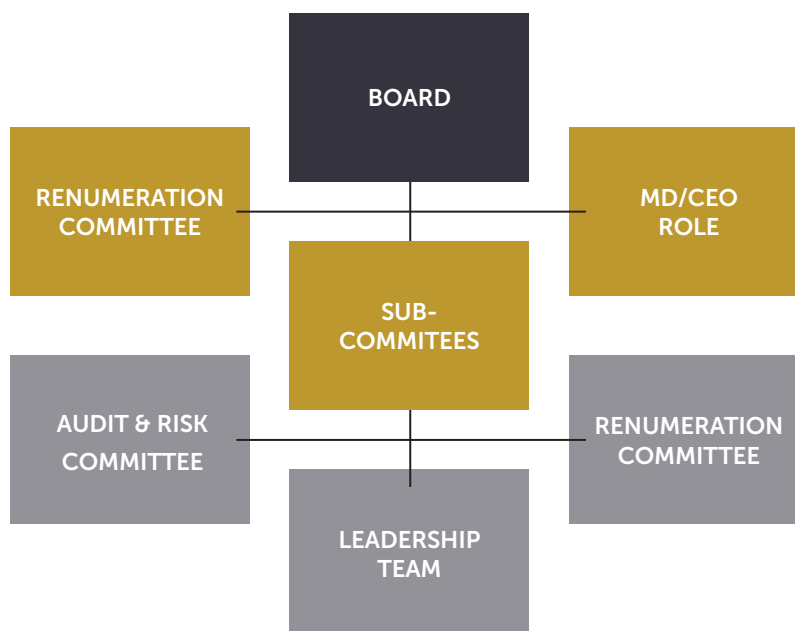 BOARD
RENUMERATION
COMMITTEE
MD/CEO
ROLE
SUB-
COMMITEES
AUDIT & RISK
COMMITTEE
RENUMERATION
COMMITTEE
LEADERSHIP
TEAM